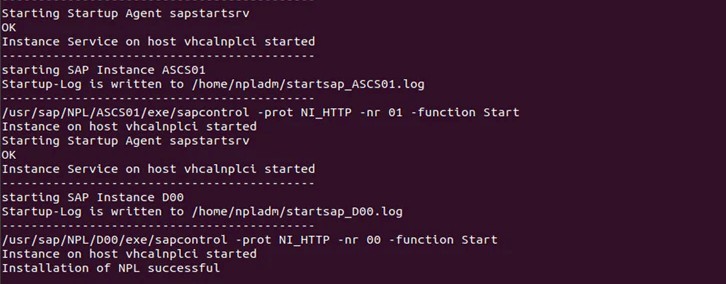 -------------------------------------------
Starting Startup Agent sapstartsrv
OK
Instance Service on host vhcalnplci started
-------------------------------------------
starting SAP Instance ASCS01
Startup-Log is written to /home/npladm/startsap_ASCS01.log
-------------------------------------------
/usr/sap/NPL/ASCS01/exe/sapcontrol -prot NI_HTTP -nr 01 -function Start
Instance on host vhcalnplci started
Starting Startup Agent sapstartsrv
OK
Instance Service on host vhcalnplci started
-------------------------------------------
starting SAP Instance D00
Startup-Log is written to /home/npladm/startsap_D00.log
-------------------------------------------
/usr/sap/NPL/D00/exe/sapcontrol -prot NI_HTTP -nr 00 -function Start
Instance on host vhcalnplci started
Installation of NPL successful